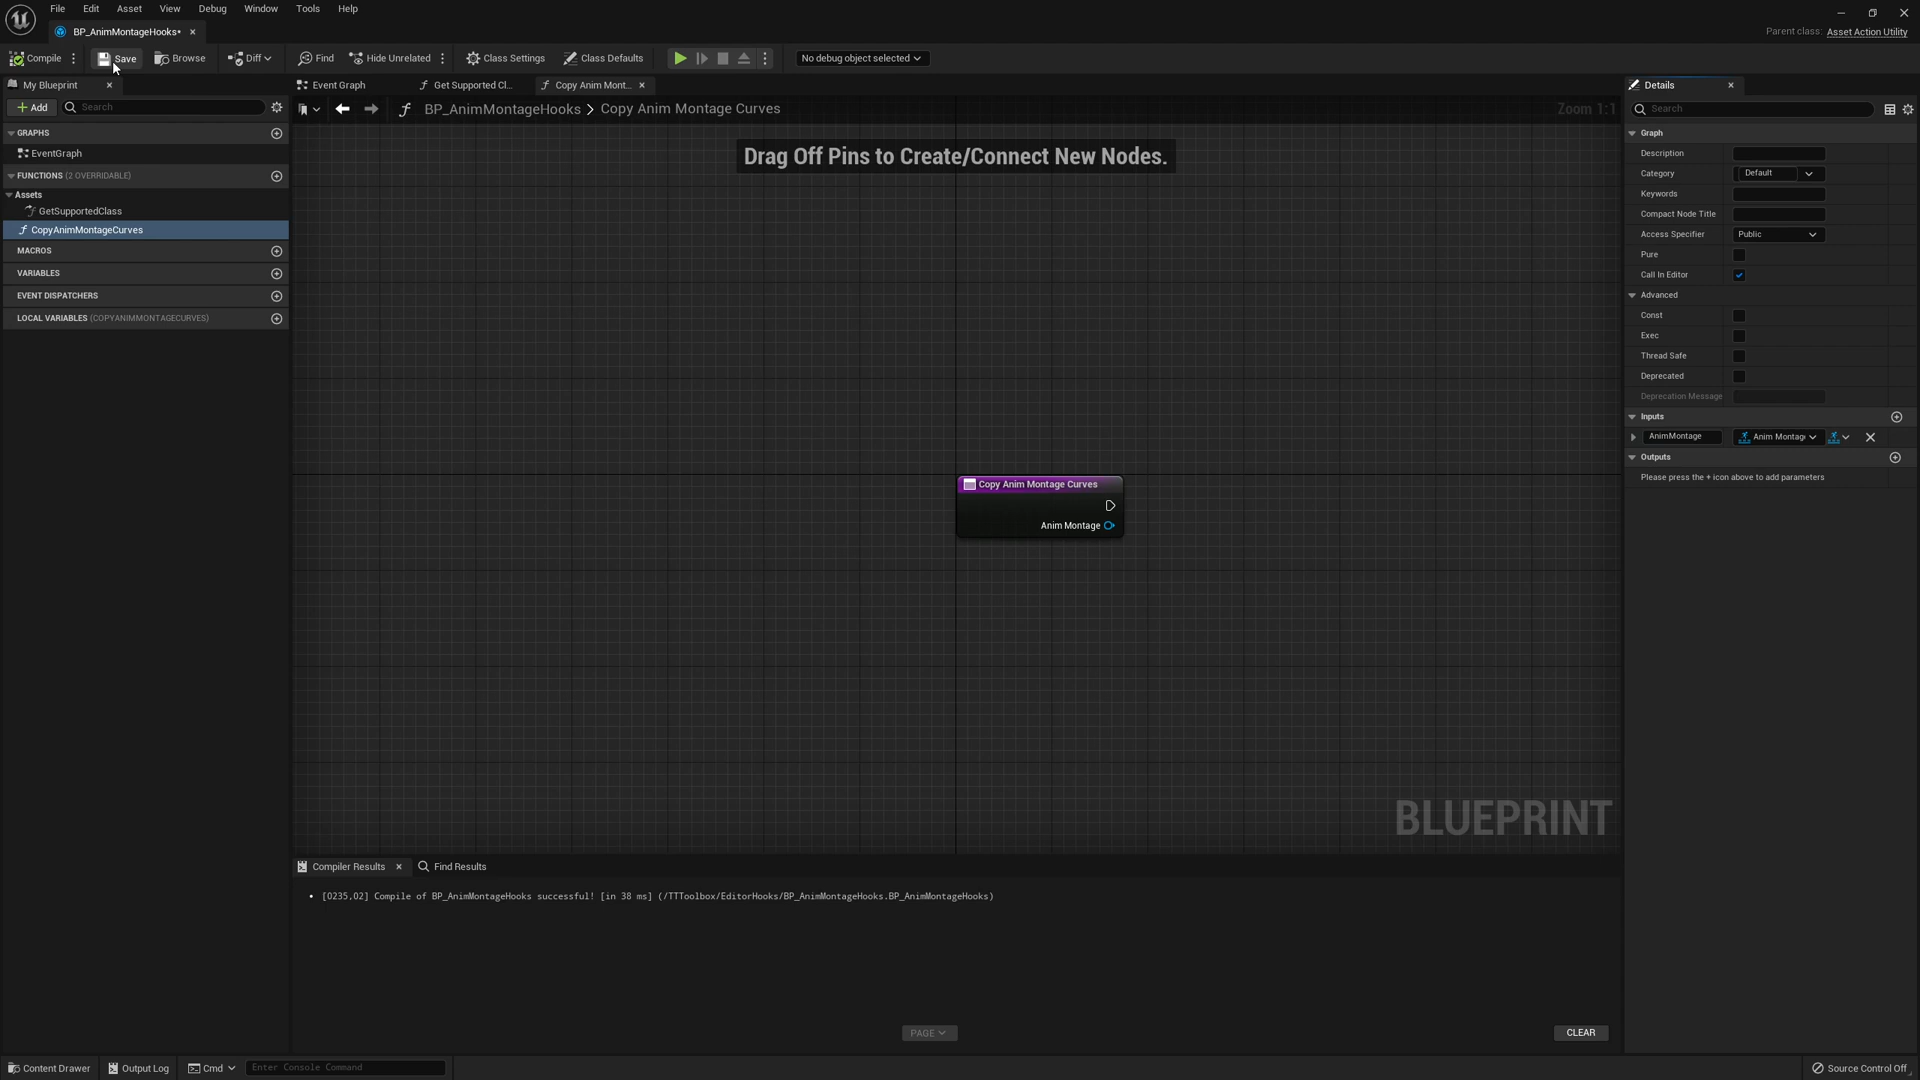 File Edit Asset View Debug Window Tools Help
BP_AnimMontageHooks•
Parent class: Asset Action Utility
Compile Save Browse Diff Find Hide Unrelated Class Settings Class Defaults No debug object selected
My Blueprint
Event Graph Get Supported Cl... Copy Anim Mont...
Details
Add Search
BP_AnimMontageHooks > Copy Anim Montage Curves
Zoom 1:1
Search
GRAPHS
EventGraph
FUNCTIONS (2 OVERRIDABLE)
Assets
GetSupportedClass
CopyAnimMontageCurves
MACROS
VARIABLES
EVENT DISPATCHERS
LOCAL VARIABLES (COPYANIMMONTAGECURVES)
Drag Off Pins to Create/Connect New Nodes.
Copy Anim Montage Curves
Anim Montage
BLUEPRINT
Graph
Description
Category Default
Keywords
Compact Node Title
Access Specifier Public
Pure
Call In Editor
Advanced
Const
Exec
Thread Safe
Deprecated
Deprecation Message
Inputs
AnimMontage Anim Montag
Outputs
Please press the + icon above to add parameters
Compiler Results Find Results
• [0235,02] Compile of BP_AnimMontageHooks successful! [in 38 ms] (/TTToolbox/EditorHooks/BP_AnimMontageHooks.BP_AnimMontageHooks)
PAGE
CLEAR
Content Drawer Output Log Cmd Enter Console Command
Source Control Off